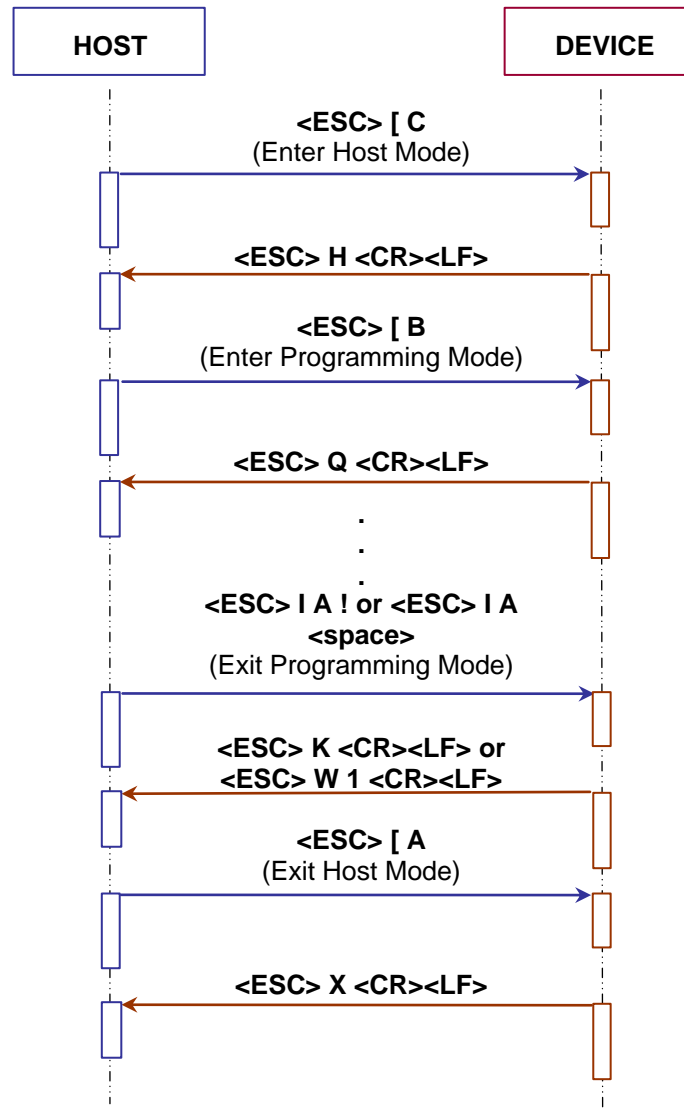 HOST
DEVICE
<ESC> [ C
(Enter Host Mode)
<ESC> H <CR><LF>
<ESC> [ B
(Enter Programming Mode)
<ESC> Q <CR><LF>
.
.
.
<ESC> I A ! or <ESC> I A
<space>
(Exit Programming Mode)
<ESC> K <CR><LF> or
<ESC> W 1 <CR><LF>
<ESC> [ A
(Exit Host Mode)
<ESC> X <CR><LF>